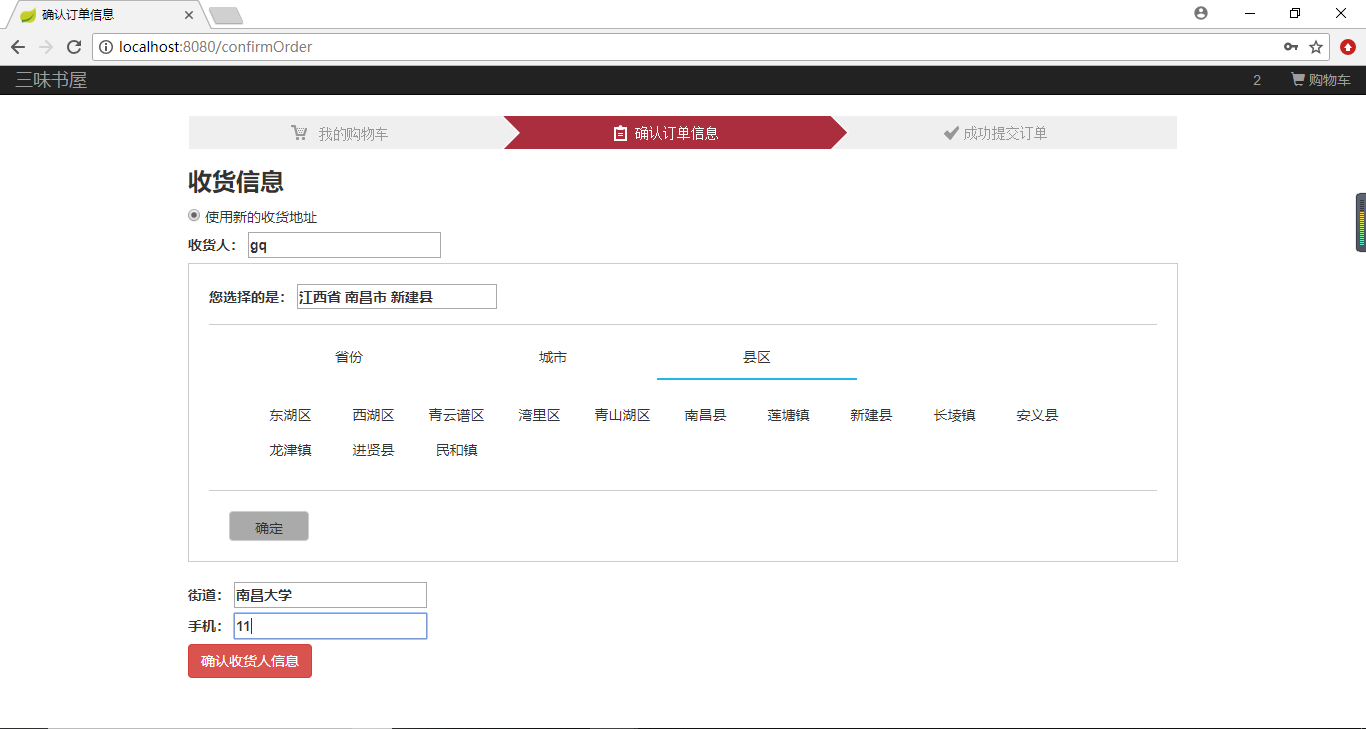 确认订单信息
localhost:8080/confirmOrder
三味书屋 2 购物车
我的购物车 确认订单信息 成功提交订单
收货信息
使用新的收货地址
收货人： gq
您选择的是： 江西省 南昌市 新建县
省份 城市 县区
东湖区 西湖区 青云谱区 湾里区 青山湖区 南昌县 莲塘镇 新建县 长堎镇 安义县
龙津镇 进贤县 民和镇
确定
街道： 南昌大学
手机： 11
确认收货人信息